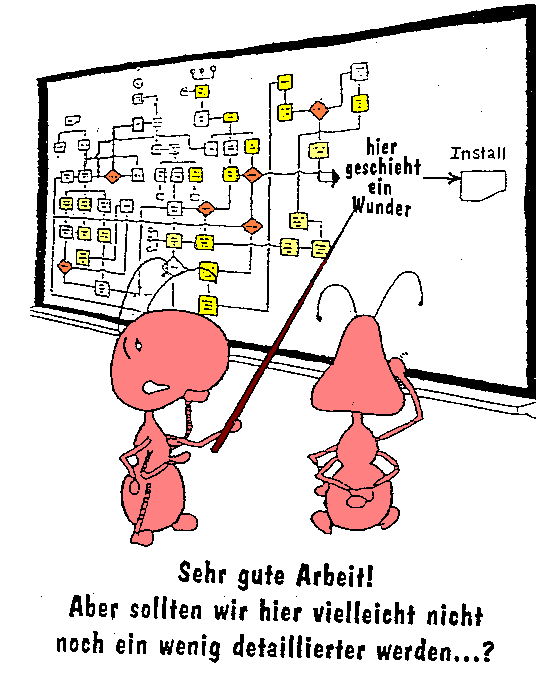 hier
geschieht
ein
Wunder
Install
Sehr gute Arbeit!
Aber sollten wir hier vielleicht nicht
noch ein wenig detaillierter werden...?